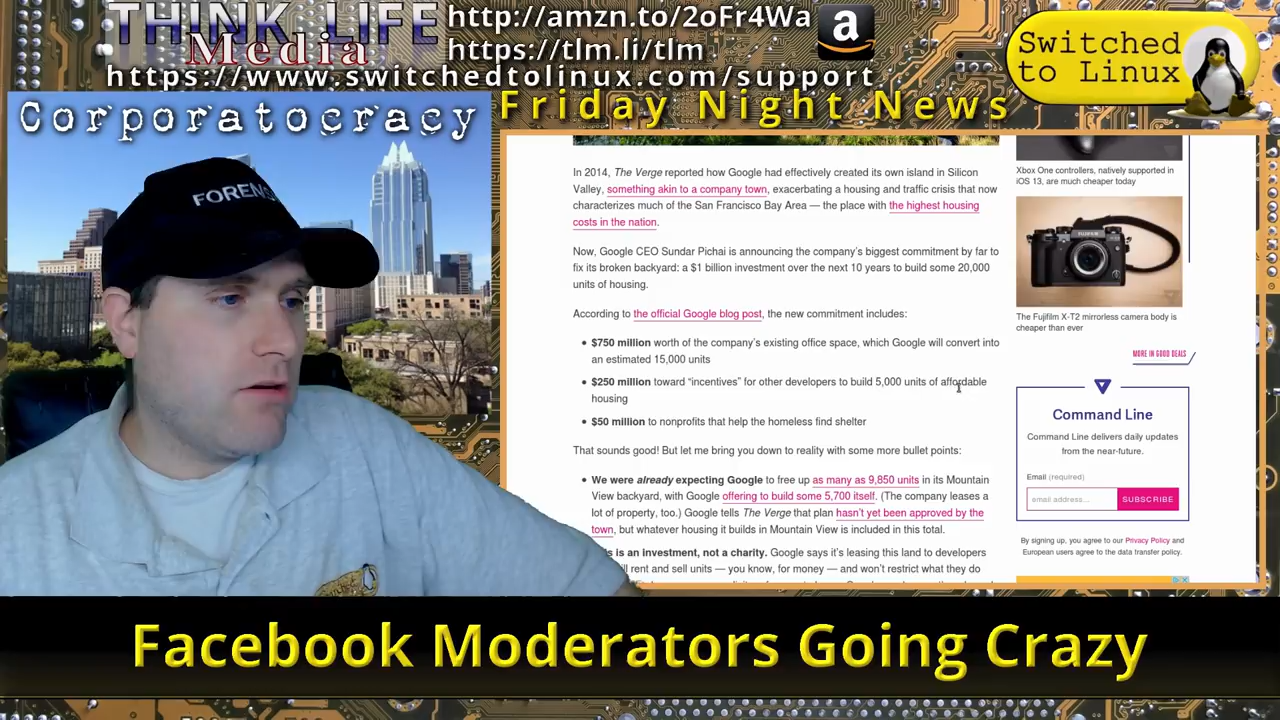 THINK LIFE
Media
http://amzn.to/2oFr4Wa
https://tlm.li/tlm
https://www.switchedtolinux.com/support
a
Switched
to Linux
Corporatocracy
Friday Night News
FORENS
In 2014, The Verge reported how Google had effectively created its own island in Silicon
Valley, something akin to a company town, exacerbating a housing and traffic crisis that now
characterizes much of the San Francisco Bay Area — the place with the highest housing
costs in the nation.
Now, Google CEO Sundar Pichai is announcing the company's biggest commitment by far to
fix its broken backyard: a $1 billion investment over the next 10 years to build some 20,000
units of housing.
According to the official Google blog post, the new commitment includes:
• $750 million worth of the company's existing office space, which Google will convert into
an estimated 15,000 units
• $250 million toward “incentives” for other developers to build 5,000 units of affordable
housing
• $50 million to nonprofits that help the homeless find shelter
That sounds good! But let me bring you down to reality with some more bullet points:
• We were already expecting Google to free up as many as 9,850 units in its Mountain
View backyard, with Google offering to build some 5,700 itself. (The company leases a
lot of property, too.) Google tells The Verge that plan hasn't yet been approved by the
town, but whatever housing it builds in Mountain View is included in this total.
is an investment, not a charity. Google says it's leasing this land to developers
rent and sell units — you know, for money — and won't restrict what they do
Xbox One controllers, natively supported in
iOS 13, are much cheaper today
FUJIFILM
The Fujifilm X-T2 mirrorless camera body is
cheaper than ever
MORE IN GOOD DEALS
Command Line
Command Line delivers daily updates
from the near-future.
Email (required)
email address...
SUBSCRIBE
By signing up, you agree to our Privacy Policy and
European users agree to the data transfer policy.
Facebook Moderators Going Crazy